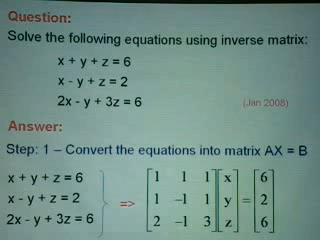 Question:
Solve the following equations using inverse matrix:
x + y + z = 6
x - y + z = 2
2x - y + 3z = 6
(Jan 2008)
Answer:
Step: 1 – Convert the equations into matrix AX = B
x + y + z = 6
x - y + z = 2
2x - y + 3z = 6
=>
1 1 1 x 6
1 –1 1 y = 2
2 –1 3 z 6